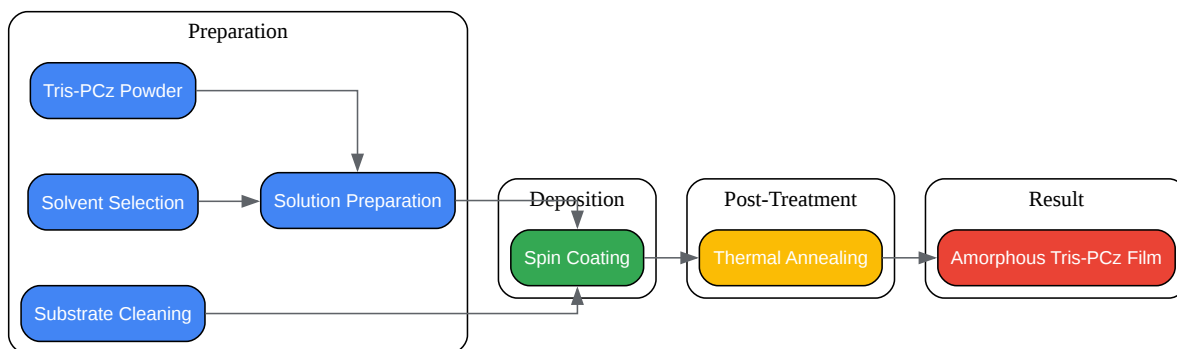 Preparation
Tris-PCz Powder
Solvent Selection
Solution Preparation
Substrate Cleaning
Deposition
Spin Coating
Post-Treatment
Thermal Annealing
Result
Amorphous Tris-PCz Film